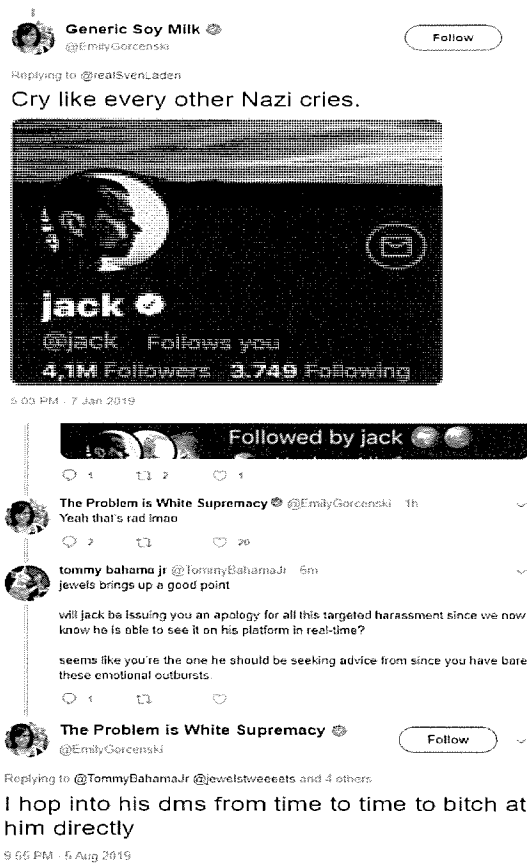 Generic Soy Milk
@EmilyGorcenski
Follow
Replying to @realSvenLaden
Cry like every other Nazi cries.
jack
@jack Follows you
4,1M Followers 3.749 Following
5:03 PM - 7 Jan 2019
Followed by jack
1 2 1
The Problem is White Supremacy @EmilyGorcenski 1h
Yeah that's rad lmao
2 20
tommy bahama jr @TommyBahamaJr 6m
jewels brings up a good point
will jack be issuing you an apology for all this targeted harassment since we now
know he is able to see it on his platform in real-time?
seems like you're the one he should be seeking advice from since you have bare
these emotional outbursts.
1
The Problem is White Supremacy
@EmilyGorcenski
Follow
Replying to @TommyBahamaJr @jewelstweeets and 4 others
I hop into his dms from time to time to bitch at
him directly
9:55 PM - 5 Aug 2019